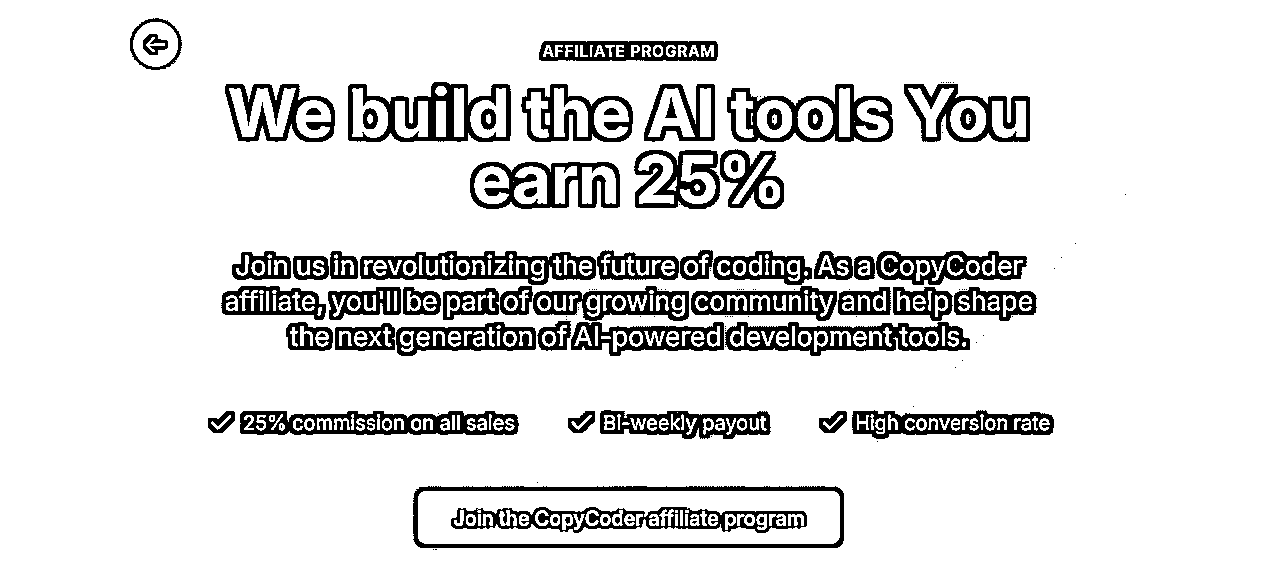 AFFILIATE PROGRAM
We build the AI tools You
earn 25%
Join us in revolutionizing the future of coding. As a CopyCoder
affiliate, you'll be part of our growing community and help shape
the next generation of AI-powered development tools.
25% commission on all sales
Bi-weekly payout
High conversion rate
Join the CopyCoder affiliate program